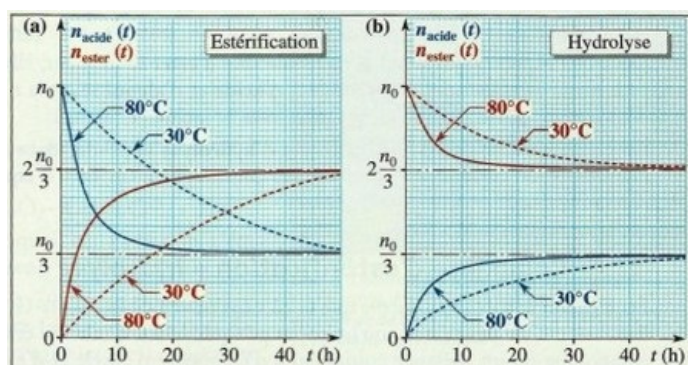 (a)
n acide (t)
n ester (t)
Estérification
n0
80°C
30°C
2 n0/3
n0/3
30°C
80°C
0
0 10 20 30 40 t (h)
(b)
n acide (t)
n ester (t)
Hydrolyse
n0
80°C
30°C
2 n0/3
n0/3
30°C
80°C
0
0 10 20 30 40 t (h)